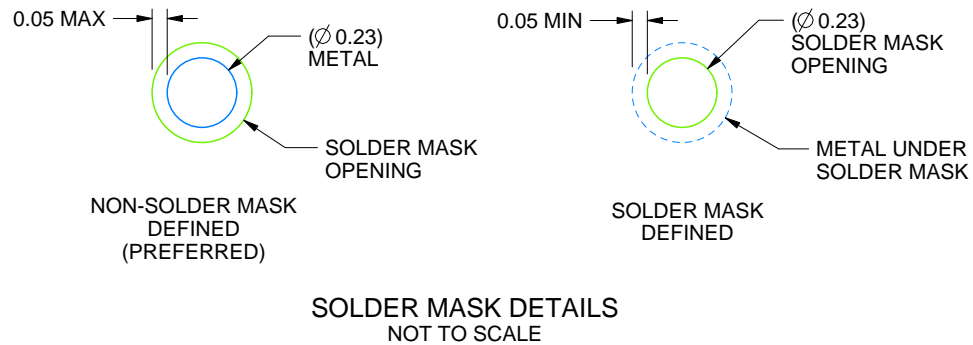 0.05 MAX
(Ø 0.23)
METAL
SOLDER MASK
OPENING
NON-SOLDER MASK
DEFINED
(PREFERRED)
0.05 MIN
(Ø 0.23)
SOLDER MASK
OPENING
METAL UNDER
SOLDER MASK
SOLDER MASK
DEFINED
SOLDER MASK DETAILS
NOT TO SCALE